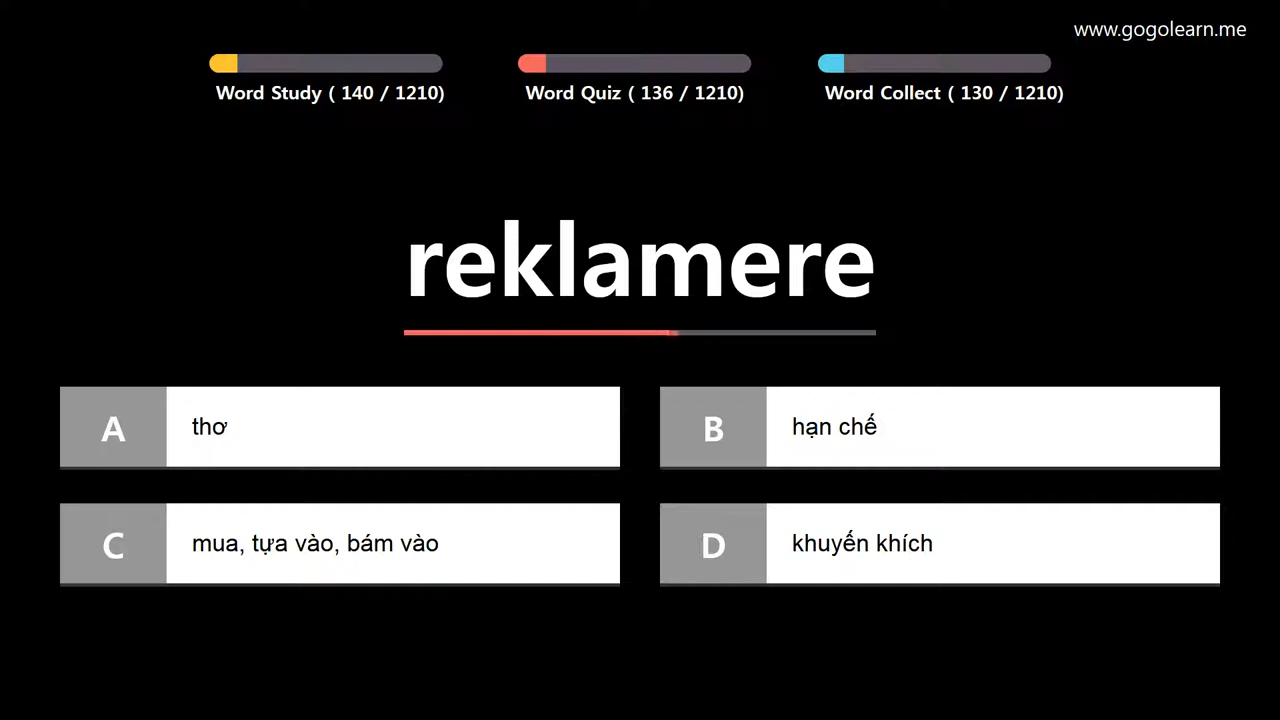 www.gogolearn.me
Word Study ( 140 / 1210)
Word Quiz ( 136 / 1210)
Word Collect ( 130 / 1210)
reklamere
A thơ
B hạn chế
C mua, tựa vào, bám vào
D khuyến khích